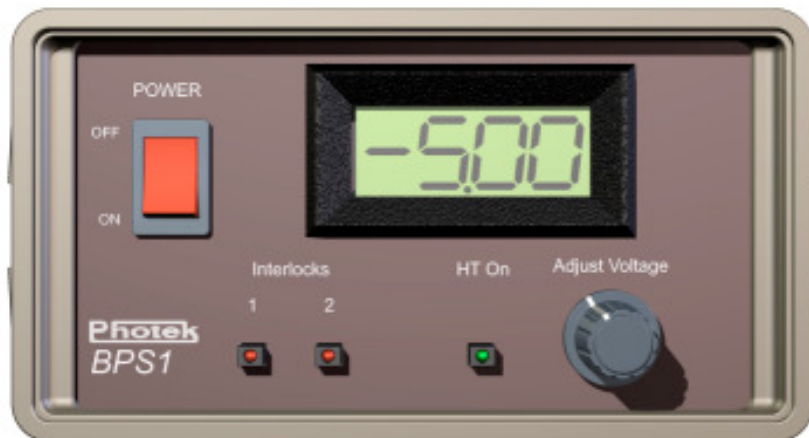 POWER
OFF
-5.00
ON
Interlocks
HT On
Adjust Voltage
1 2
Photek
BPS1